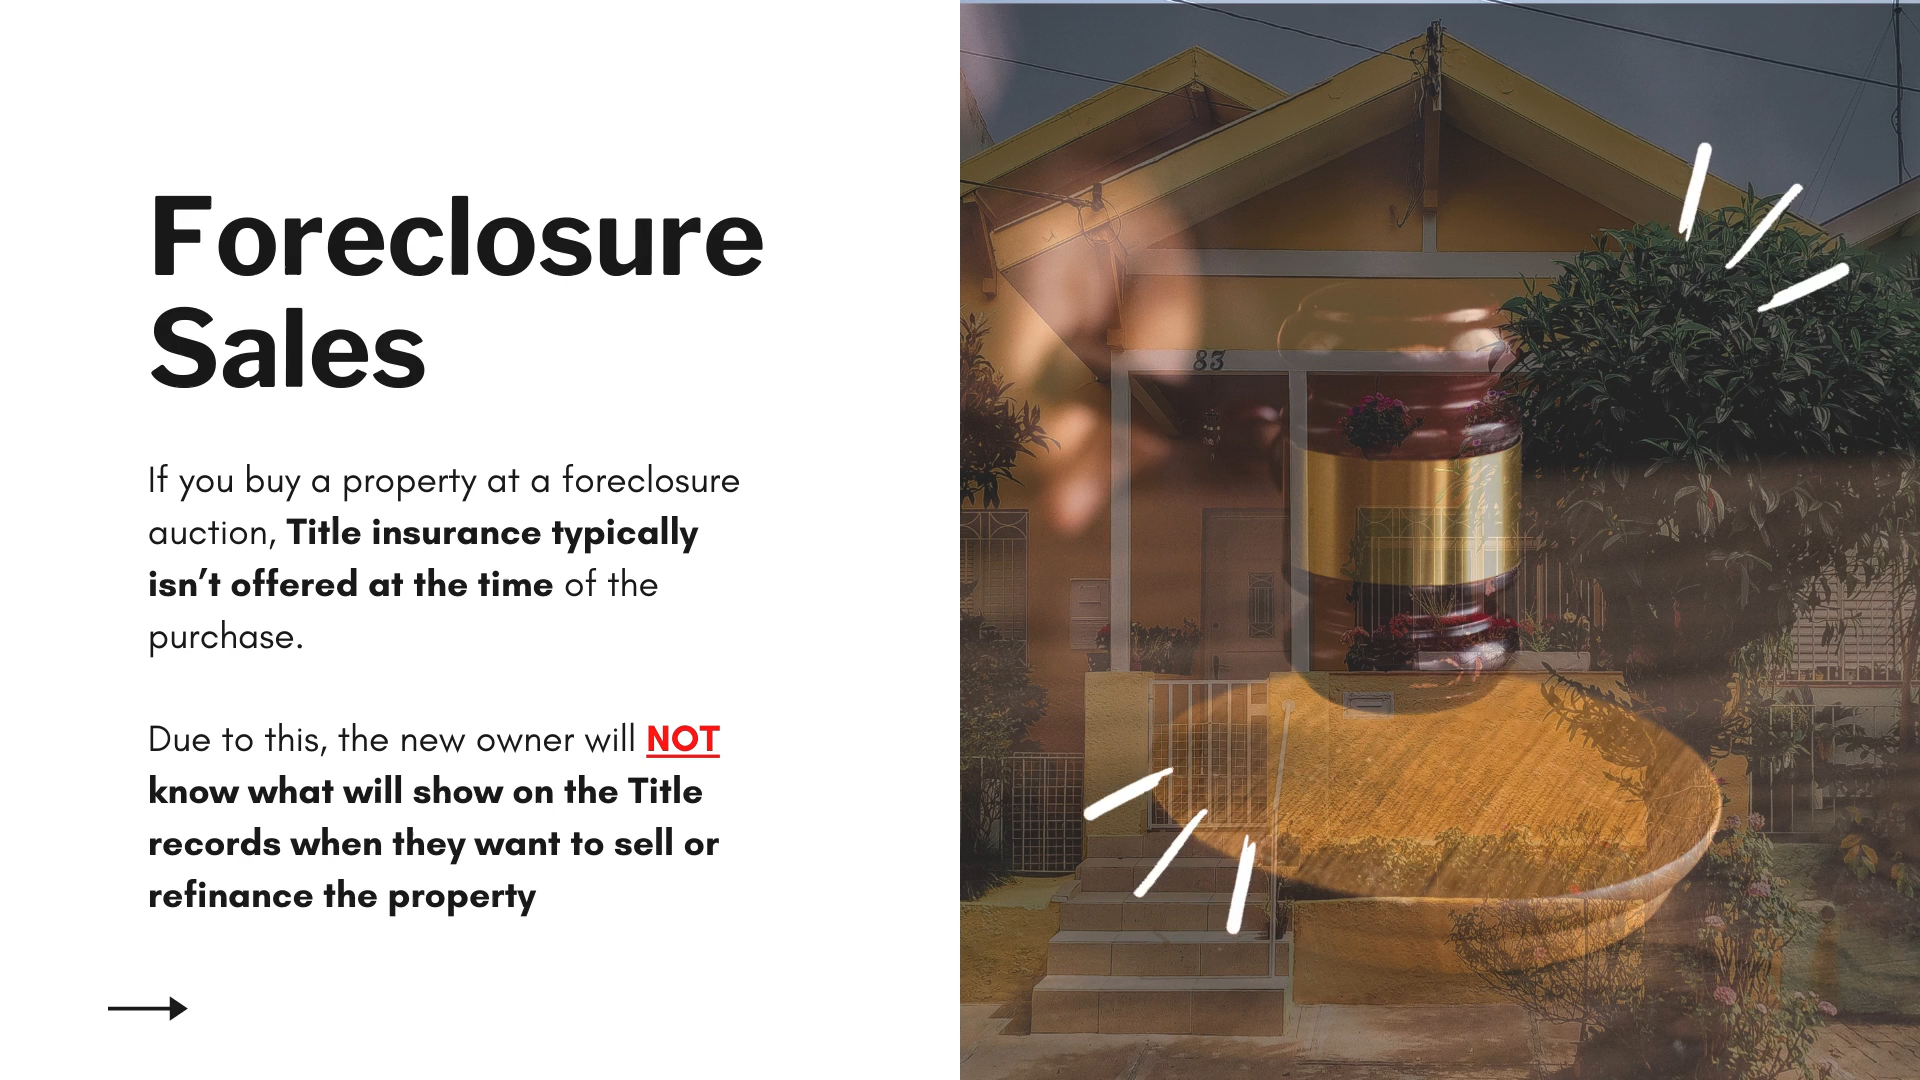 Foreclosure
Sales
If you buy a property at a foreclosure
auction, Title insurance typically
isn’t offered at the time of the
purchase.
Due to this, the new owner will NOT
know what will show on the Title
records when they want to sell or
refinance the property
83